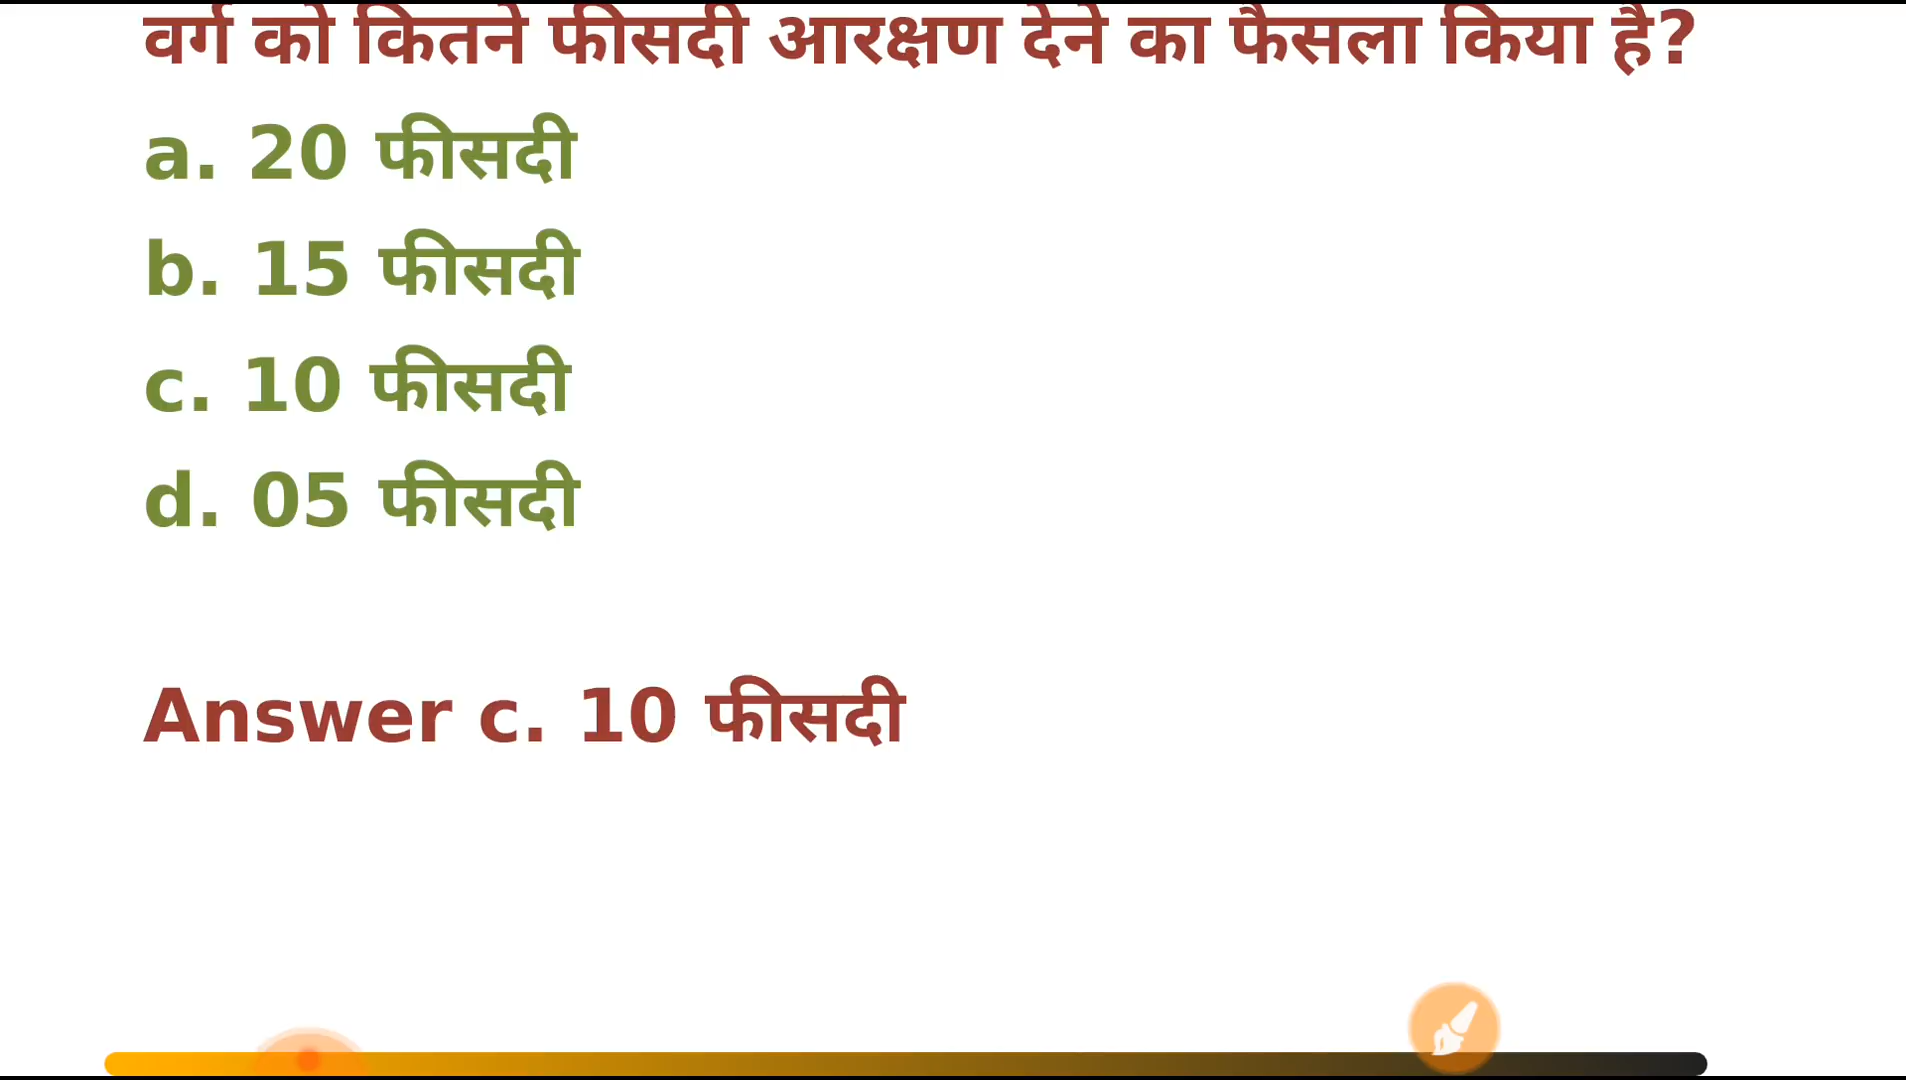 वर्ग को कितने फीसदी आरक्षण देने का फैसला किया है?
a. 20 फीसदी
b. 15 फीसदी
c. 10 फीसदी
d. 05 फीसदी
Answer c. 10 फीसदी